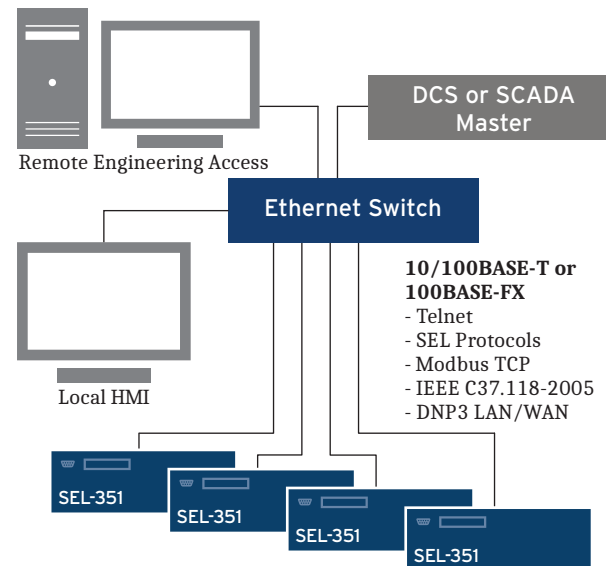 DCS or SCADA
Master
Remote Engineering Access
Ethernet Switch
10/100BASE-T or
100BASE-FX
- Telnet
- SEL Protocols
- Modbus TCP
- IEEE C37.118-2005
- DNP3 LAN/WAN
Local HMI
SEL-351
SEL-351
SEL-351
SEL-351